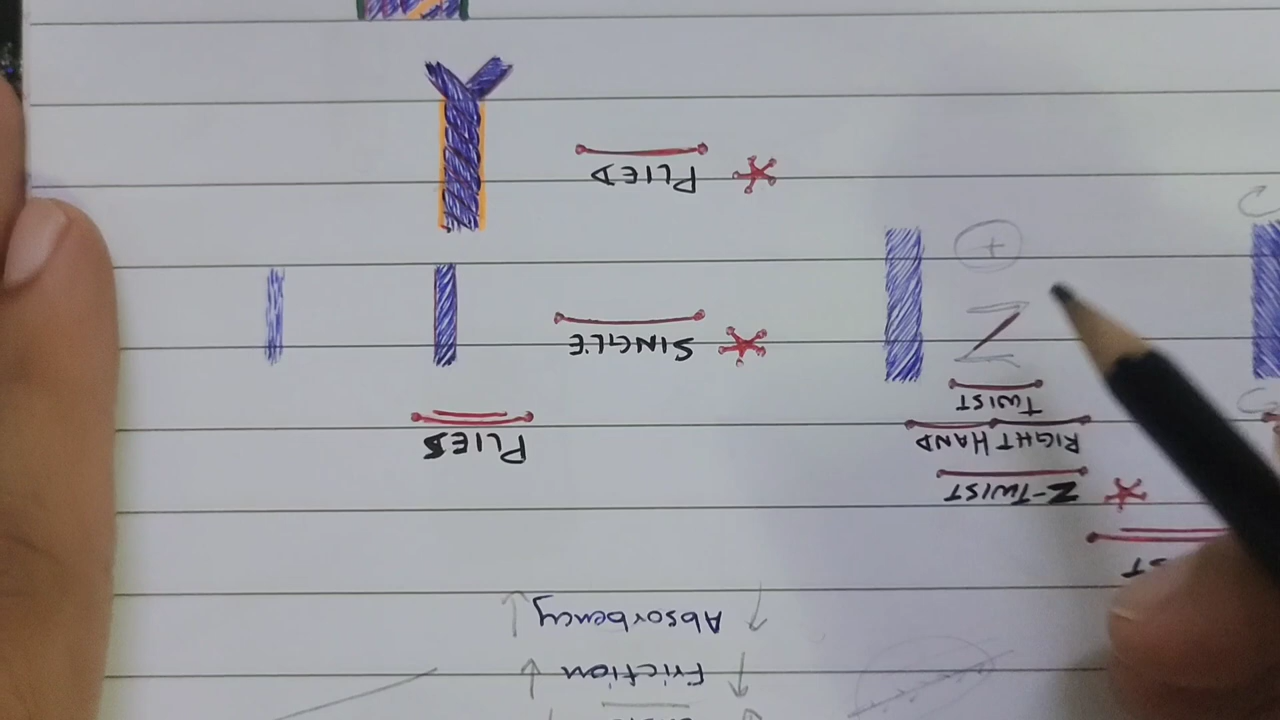 Friction
Absorbency
Z-TWIST
RIGHT HAND
TWIST
Z
+
PLIES
SINGLE
PLIED